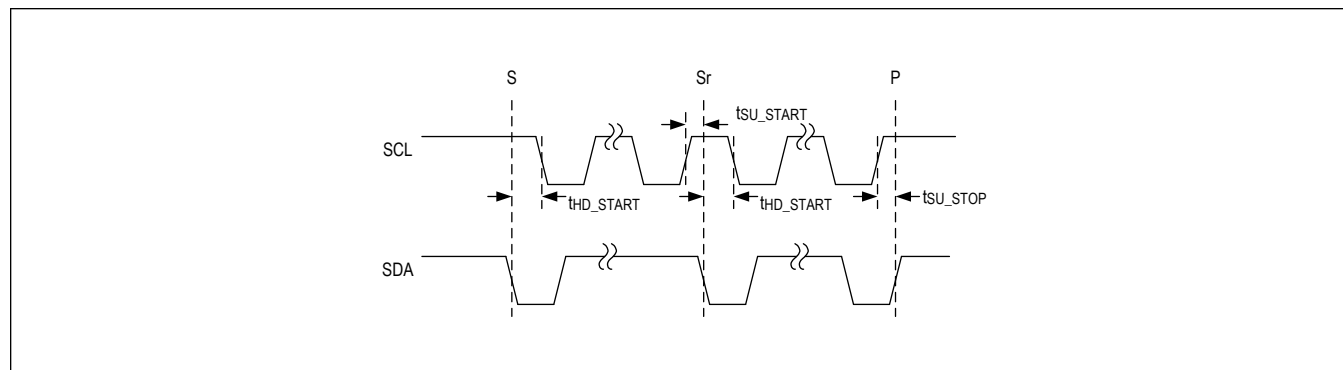 S Sr P
tSU_START
SCL
tHD_START tHD_START tSU_STOP
SDA